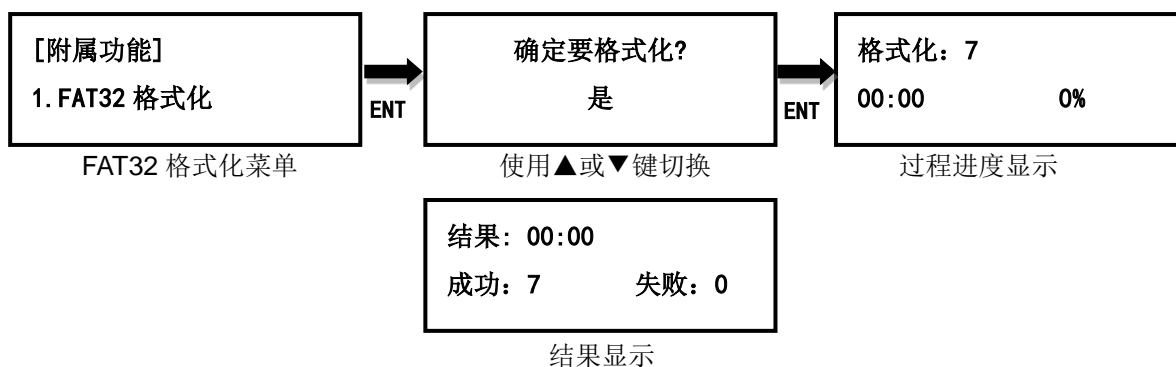 [附属功能]
1.FAT32 格式化
ENT
确定要格式化?
是
ENT
格式化：7
00:00 0%
FAT32 格式化菜单
使用▲或▼键切换
过程进度显示
结果: 00:00
成功：7 失败：0
结果显示